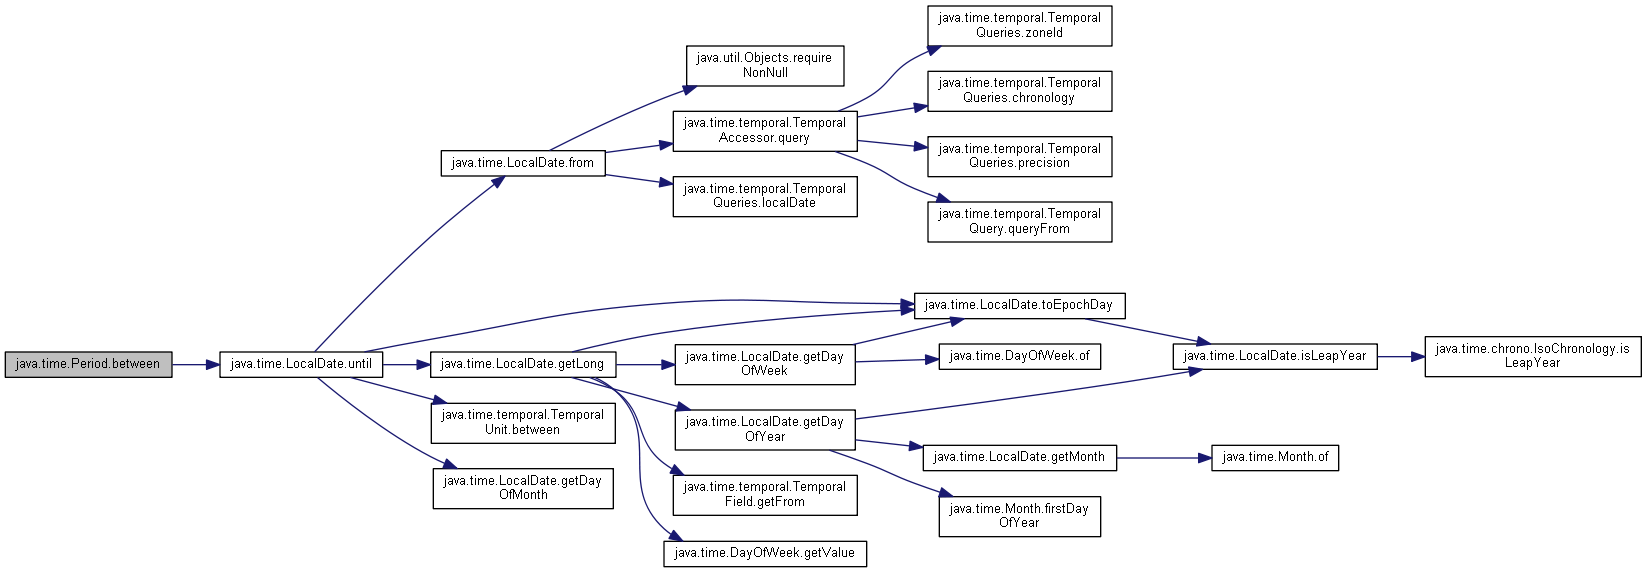 java.time.temporal.Temporal
Queries.zoneId
java.util.Objects.require
NonNull
java.time.temporal.Temporal
Queries.chronology
java.time.temporal.Temporal
Accessor.query
java.time.temporal.Temporal
Queries.precision
java.time.LocalDate.from
java.time.temporal.Temporal
Queries.localDate
java.time.temporal.Temporal
Query.queryFrom
java.time.LocalDate.toEpochDay
java.time.Period.between
java.time.LocalDate.until
java.time.LocalDate.getLong
java.time.LocalDate.getDay
OfWeek
java.time.DayOfWeek.of
java.time.LocalDate.isLeapYear
java.time.chrono.IsoChronology.is
LeapYear
java.time.temporal.Temporal
Unit.between
java.time.LocalDate.getDay
OfYear
java.time.LocalDate.getMonth
java.time.Month.of
java.time.LocalDate.getDay
OfMonth
java.time.temporal.Temporal
Field.getFrom
java.time.Month.firstDay
OfYear
java.time.DayOfWeek.getValue